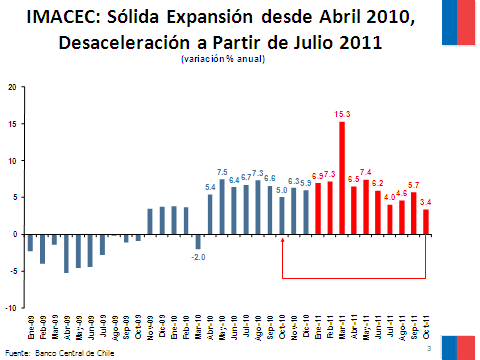 IMACEC: Sólida Expansión desde Abril 2010,
Desaceleración a Partir de Julio 2011
(variación % anual)
20
15
10
5
0
-5
-10
-2.0
5.4
7.5
6.4
6.7
7.3
6.6
5.0
6.3
5.9
6.9
7.3
15.3
6.5
7.4
6.2
4.0
4.6
5.7
3.4
Ene-09
Feb-09
Mar-09
Abr-09
May-09
Jun-09
Jul-09
Ago-09
Sep-09
Oct-09
Nov-09
Dic-09
Ene-10
Feb-10
Mar-10
Abr-10
May-10
Jun-10
Jul-10
Ago-10
Sep-10
Oct-10
Nov-10
Dic-10
Ene-11
Feb-11
Mar-11
Abr-11
May-11
Jun-11
Jul-11
Ago-11
Sep-11
Oct-11
Fuente: Banco Central de Chile
3